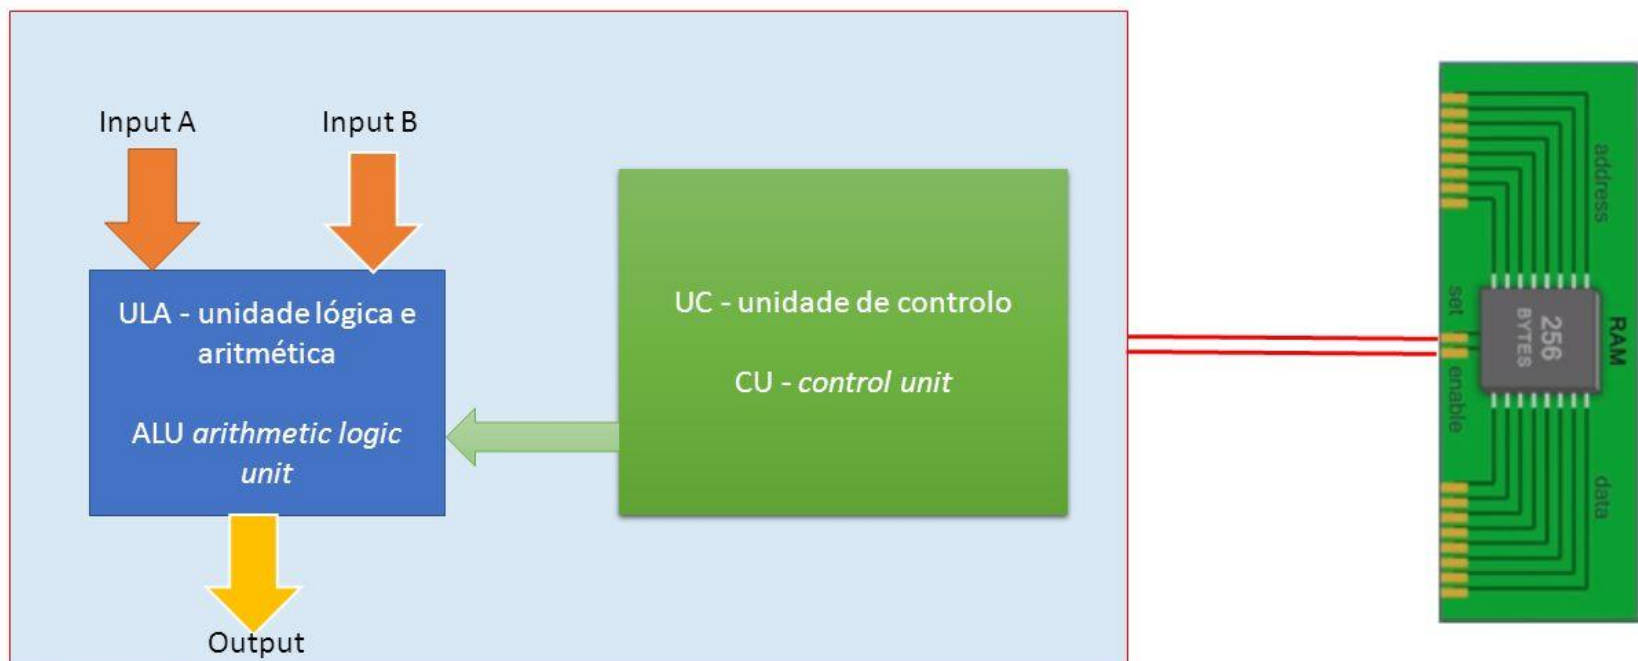 Input A
Input B
ULA - unidade lógica e
aritmética
ALU arithmetic logic
unit
Output
UC - unidade de controlo
CU - control unit
address
set
enable
256
BYTES
RAM
data